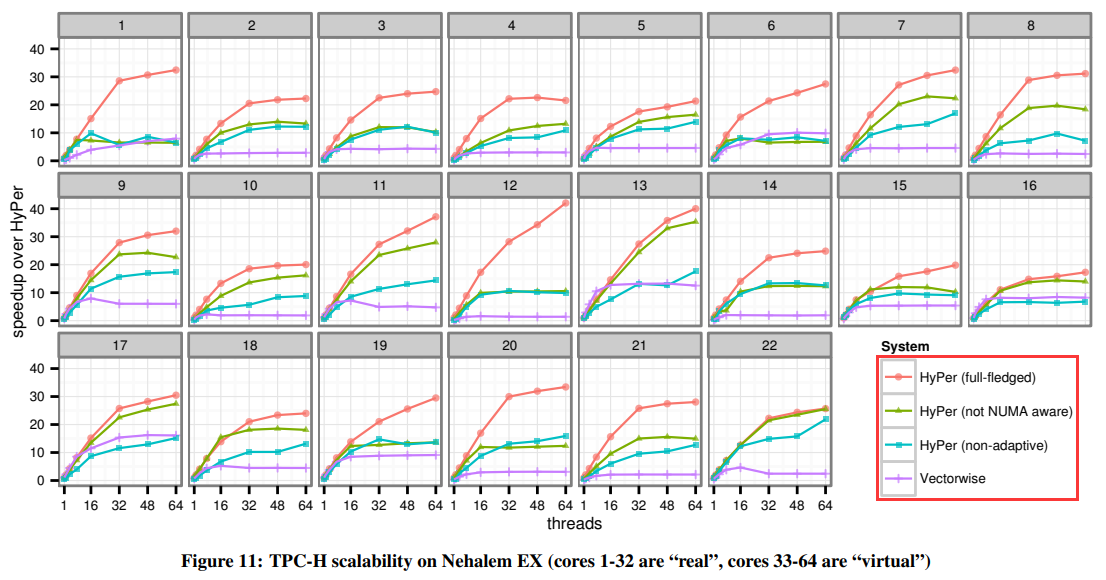 1 2 3 4 5 6 7 8
40
30
20
10
0
9 10 11 12 13 14 15 16
40
30
20
10
0
17 18 19 20 21 22
40
30
20
10
0
speedup over HyPer
System
HyPer (full-fledged)
HyPer (not NUMA aware)
HyPer (non-adaptive)
Vectorwise
1 16 32 48 64 1 16 32 48 64 1 16 32 48 64 1 16 32 48 64 1 16 32 48 64 1 16 32 48 64
threads
Figure 11: TPC-H scalability on Nehalem EX (cores 1-32 are “real”, cores 33-64 are “virtual”)